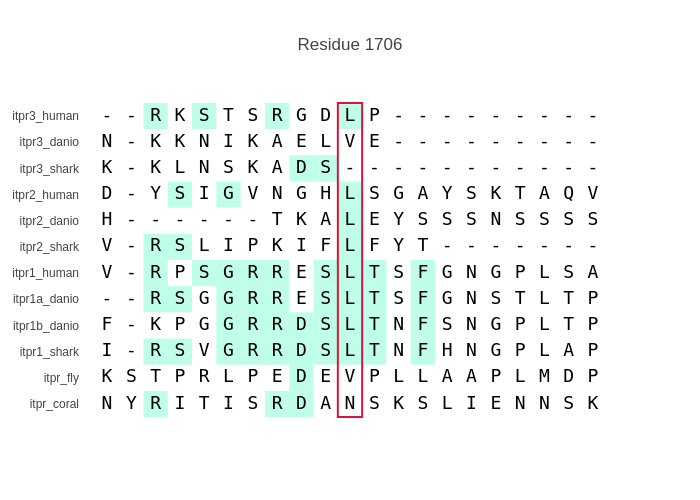 Residue 1706
itpr3_human - - R K S T S R G D L P - - - - - - - - -
itpr3_danio N - K K N I K A E L V E - - - - - - - - -
itpr3_shark K - K L N S K A D S - - - - - - - - - - -
itpr2_human D - Y S I G V N G H L S G A Y S K T A Q V
itpr2_danio H - - - - - - T K A L E Y S S S N S S S S
itpr2_shark V - R S L I P K I F L F Y T - - - - - - -
itpr1_human V - R P S G R R E S L T S F G N G P L S A
itpr1a_danio - - R S G G R R E S L T S F G N S T L T P
itpr1b_danio F - K P G G R R D S L T N F S N G P L T P
itpr1_shark I - R S V G R R D S L T N F H N G P L A P
itpr_fly K S T P R L P E D E V P L L A A P L M D P
itpr_coral N Y R I T I S R D A N S K S L I E N N S K